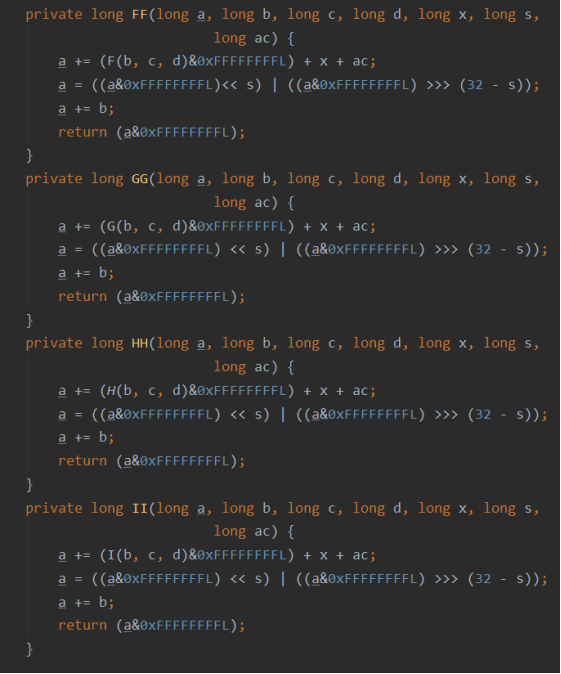 private long FF(long a, long b, long c, long d, long x, long s,
                long ac) {
    a += (F(b, c, d)&0xFFFFFFFFL) + x + ac;
    a = ((a&0xFFFFFFFFL)<< s) | ((a&0xFFFFFFFFL) >>> (32 - s));
    a += b;
    return (a&0xFFFFFFFFL);
}
private long GG(long a, long b, long c, long d, long x, long s,
                long ac) {
    a += (G(b, c, d)&0xFFFFFFFFL) + x + ac;
    a = ((a&0xFFFFFFFFL) << s) | ((a&0xFFFFFFFFL) >>> (32 - s));
    a += b;
    return (a&0xFFFFFFFFL);
}
private long HH(long a, long b, long c, long d, long x, long s,
                long ac) {
    a += (H(b, c, d)&0xFFFFFFFFL) + x + ac;
    a = ((a&0xFFFFFFFFL) << s) | ((a&0xFFFFFFFFL) >>> (32 - s));
    a += b;
    return (a&0xFFFFFFFFL);
}
private long II(long a, long b, long c, long d, long x, long s,
                long ac) {
    a += (I(b, c, d)&0xFFFFFFFFL) + x + ac;
    a = ((a&0xFFFFFFFFL) << s) | ((a&0xFFFFFFFFL) >>> (32 - s));
    a += b;
    return (a&0xFFFFFFFFL);
}